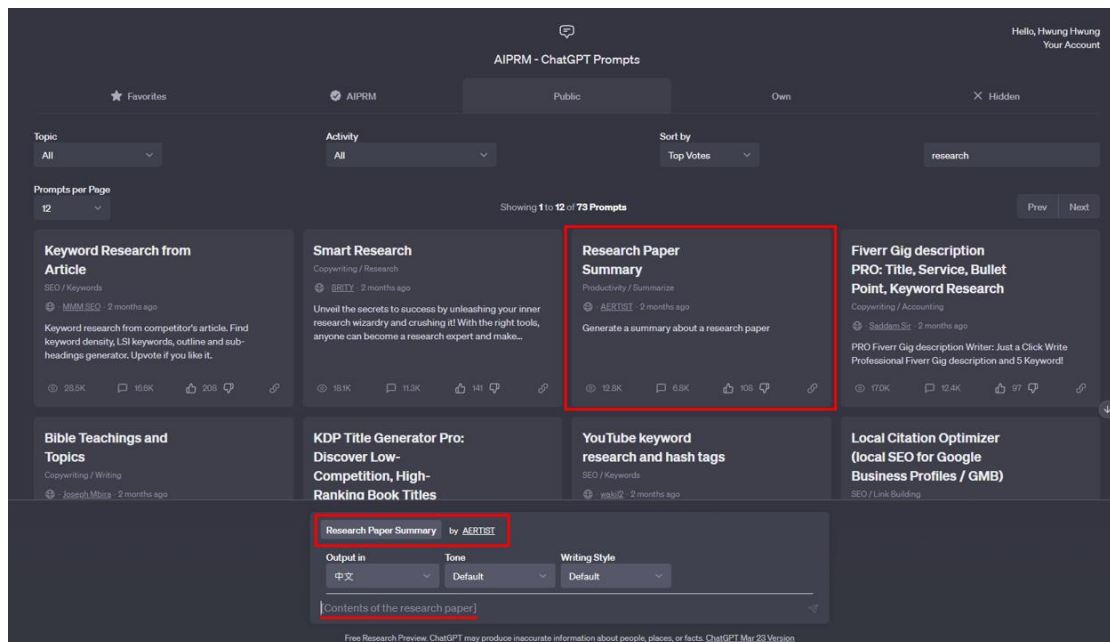 Hello, Hwung Hwung
Your Account
AIPRM - ChatGPT Prompts
Favorites
AIPRM
Public
Own
Hidden
Topic
Activity
Sort by
All
All
Top Votes
research
Prompts per Page
12
Showing 1 to 12 of 73 Prompts
Prev Next
Keyword Research from
Article
SEO / Keywords
· MMM SEO · 2 months ago
Keyword research from competitor's article. Find
keyword density, LSI keywords, outline and sub-
headings generator. Upvote if you like it.
28.5K 16.6K 208
Smart Research
Copywriting / Research
· BRITY · 2 months ago
Unveil the secrets to success by unleashing your inner
research wizardry and crushing it! With the right tools,
anyone can become a research expert and make...
18.1K 11.3K 141
Research Paper
Summary
Productivity / Summarize
· AERTIST · 2 months ago
Generate a summary about a research paper
12.8K 6.8K 108
Fiverr Gig description
PRO: Title, Service, Bullet
Point, Keyword Research
Copywriting / Accounting
· Saddam Sir · 2 months ago
PRO Fiverr Gig description Writer: Just a Click Write
Professional Fiverr Gig description and 5 Keyword!
17.0K 12.4K 97
Bible Teachings and
Topics
Copywriting / Writing
· Joseph Mbira · 2 months ago
KDP Title Generator Pro:
Discover Low-
Competition, High-
Ranking Book Titles
YouTube keyword
research and hash tags
SEO / Keywords
· wakil2 · 2 months ago
Local Citation Optimizer
(local SEO for Google
Business Profiles / GMB)
SEO / Link Building
Research Paper Summary by AERTIST
Output in
Tone
Writing Style
中文
Default
Default
[Contents of the research paper]
Free Research Preview. ChatGPT may produce inaccurate information about people, places, or facts. ChatGPT Mar 23 Version